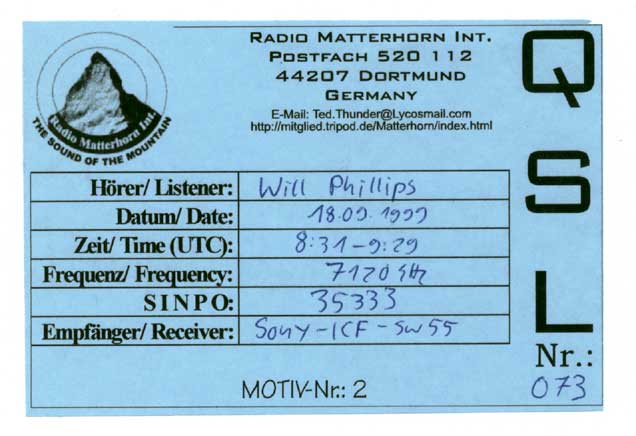 RADIO MATTERHORN INT.
POSTFACH 520 112
44207 DORTMUND
GERMANY
E-Mail: Ted.Thunder@Lycosmail.com
http://mitglied.tripod.de/Matterhorn/index.html
Radio Matterhorn Int.
THE SOUND OF THE MOUNTAIN
QSL
Hörer/ Listener: Will Phillips
Datum/ Date: 18.09.1999
Zeit/ Time (UTC): 8:31-9:29
Frequenz/ Frequency: 7120
SINPO: 35333
Empfänger/ Receiver: Sony-ICF-SW55
Nr.:
073
MOTIV-Nr.: 2